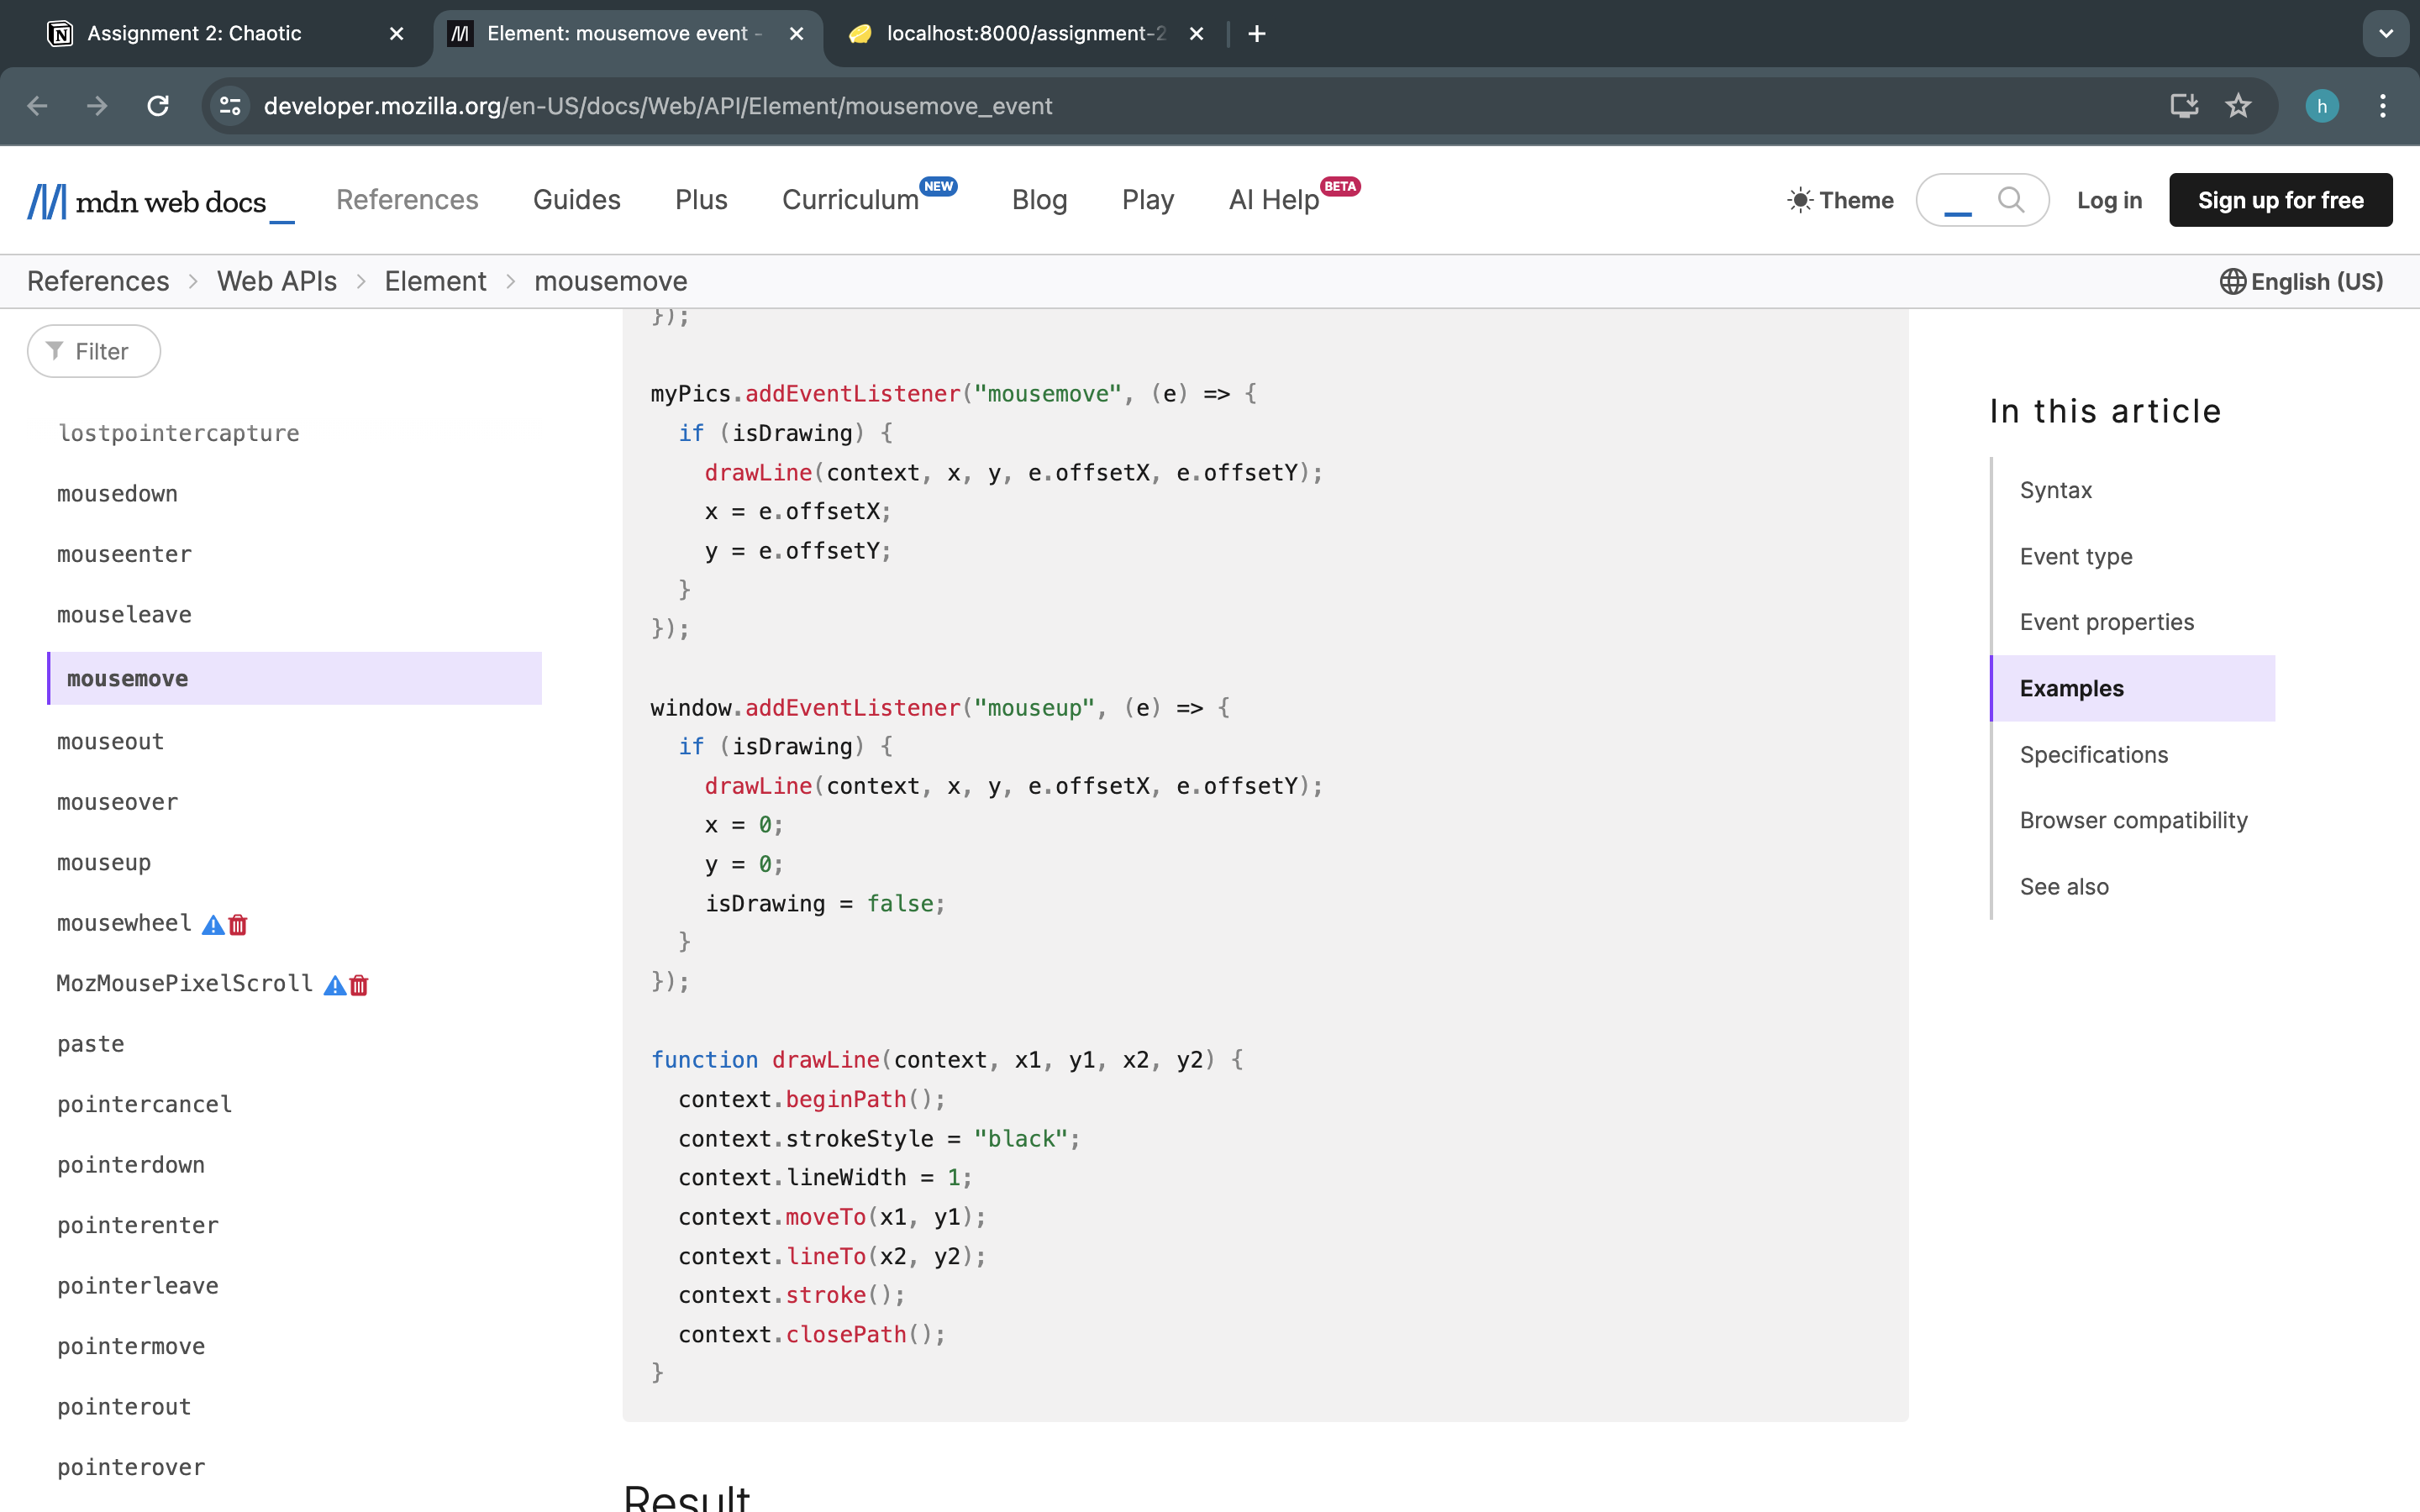 Assignment 2: Chaotic
Element: mousemove event -
localhost:8000/assignment-2
developer.mozilla.org/en-US/docs/Web/API/Element/mousemove_event
h
mdn web docs_
References
Guides
Plus
Curriculum NEW
Blog
Play
AI Help BETA
Theme
Log in
Sign up for free
References > Web APIs > Element > mousemove
English (US)
Filter
lostpointercapture
mousedown
mouseenter
mouseleave
mousemove
mouseout
mouseover
mouseup
mousewheel
MozMousePixelScroll
paste
pointercancel
pointerdown
pointerenter
pointerleave
pointermove
pointerout
pointerover
});
myPics.addEventListener("mousemove", (e) => {
  if (isDrawing) {
    drawLine(context, x, y, e.offsetX, e.offsetY);
    x = e.offsetX;
    y = e.offsetY;
  }
});
window.addEventListener("mouseup", (e) => {
  if (isDrawing) {
    drawLine(context, x, y, e.offsetX, e.offsetY);
    x = 0;
    y = 0;
    isDrawing = false;
  }
});
function drawLine(context, x1, y1, x2, y2) {
  context.beginPath();
  context.strokeStyle = "black";
  context.lineWidth = 1;
  context.moveTo(x1, y1);
  context.lineTo(x2, y2);
  context.stroke();
  context.closePath();
}
Result
In this article
Syntax
Event type
Event properties
Examples
Specifications
Browser compatibility
See also